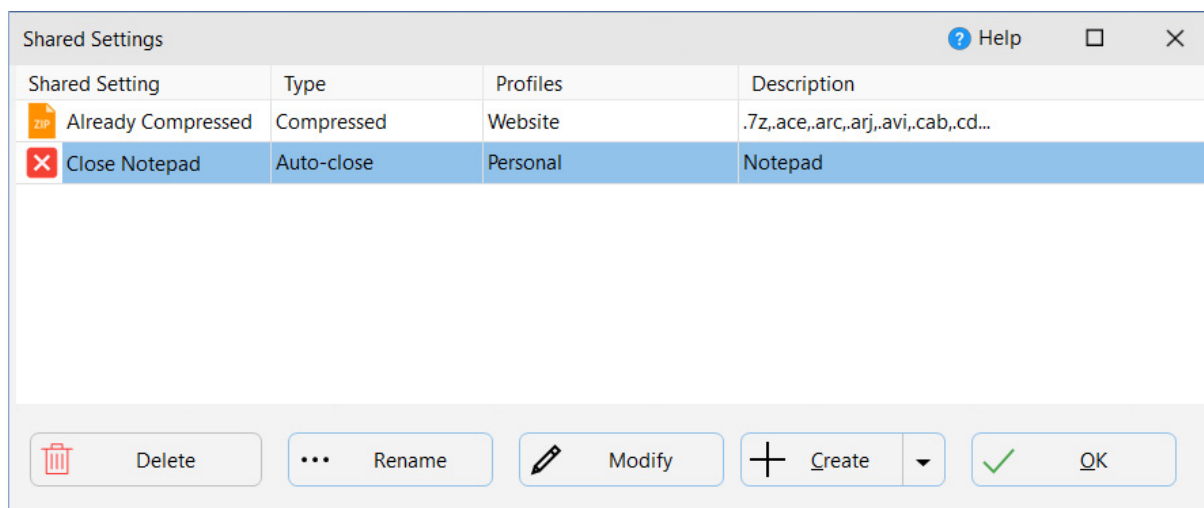 Shared Settings ? Help
Shared Setting Type Profiles Description
ZIP Already Compressed Compressed Website .7z,.ace,.arc,.arj,.avi,.cab,.cd...
Close Notepad Auto-close Personal Notepad
Delete ... Rename Modify Create OK